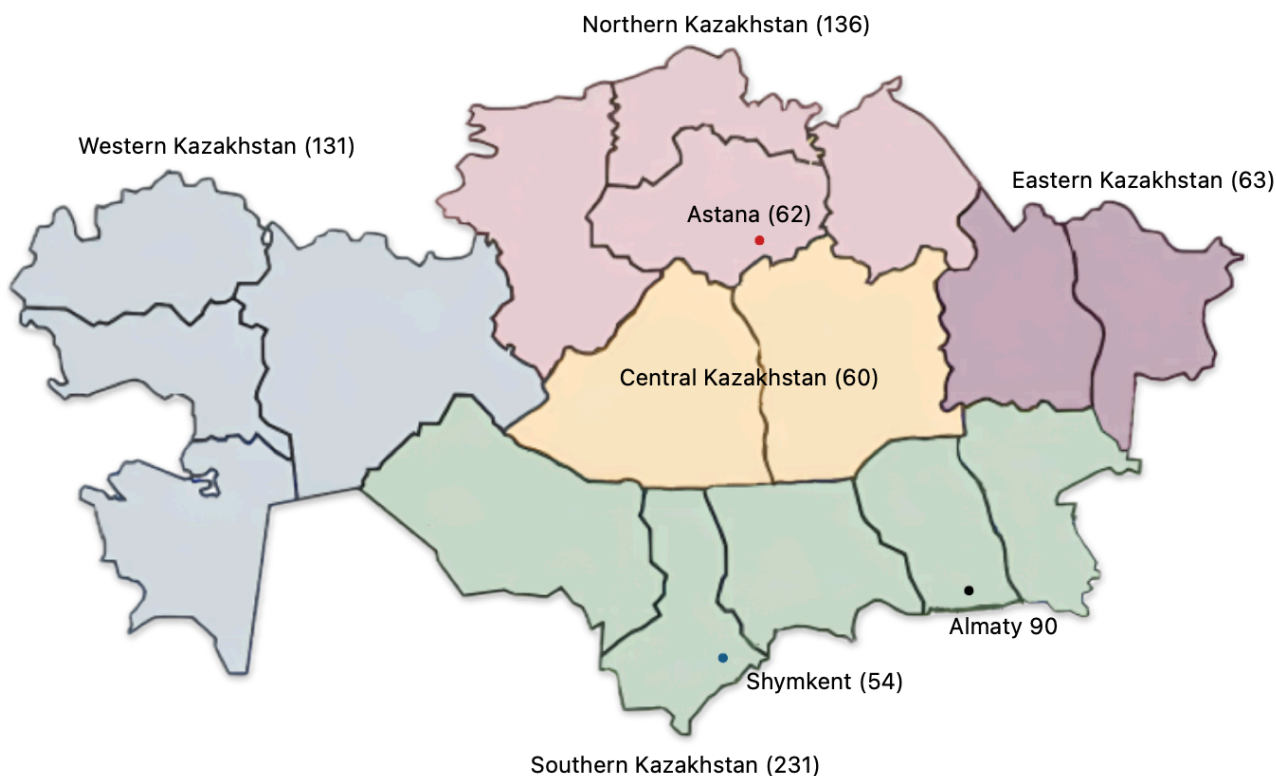 Northern Kazakhstan (136)
Western Kazakhstan (131)
Eastern Kazakhstan (63)
Astana (62)
Central Kazakhstan (60)
Almaty 90
Shymkent (54)
Southern Kazakhstan (231)